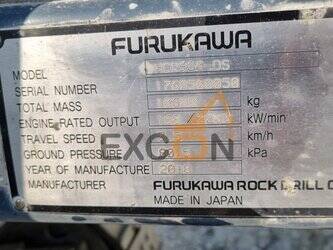 FURUKAWA
MODEL
SERIAL NUMBER
TOTAL MASS kg
ENGINE RATED OUTPUT kW/min
TRAVEL SPEED km/h
GROUND PRESSURE kPa
YEAR OF MANUFACTURE
MANUFACTURER FURUKAWA ROCK DRILL
MADE IN JAPAN
EXCON